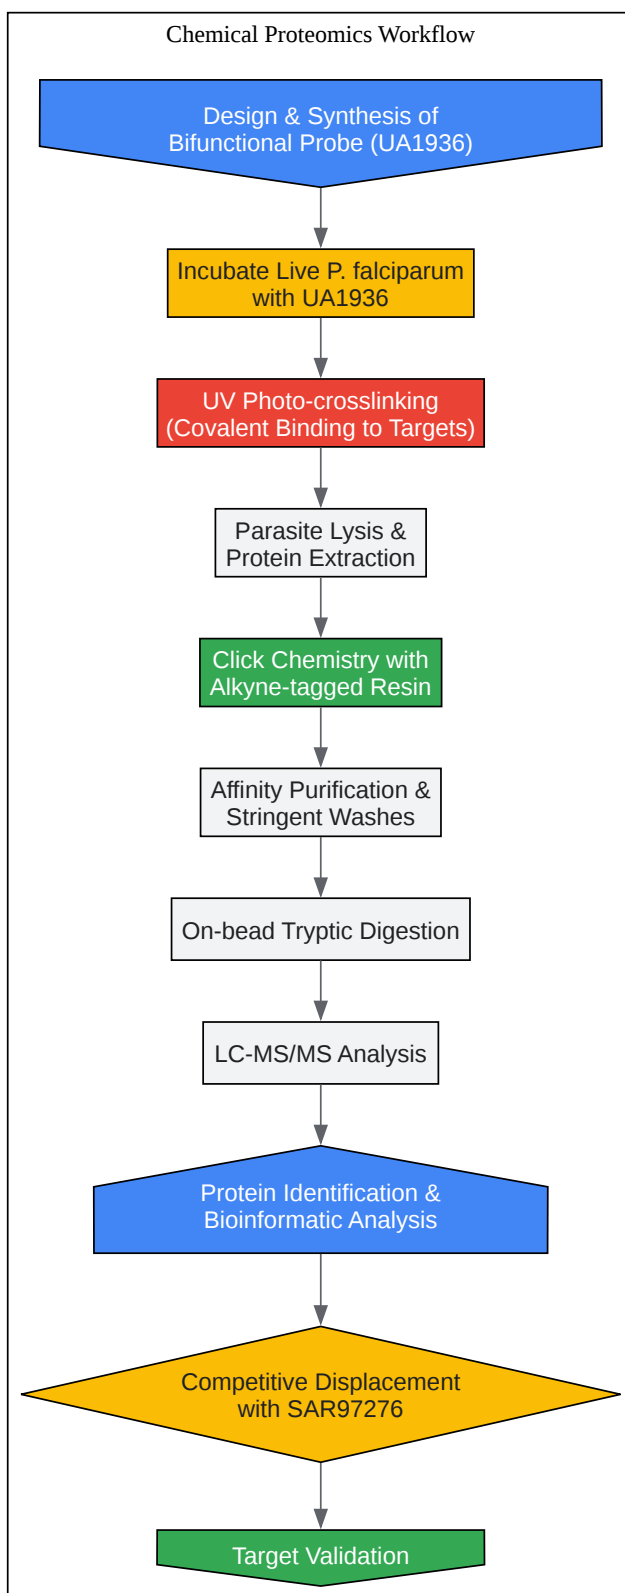 Chemical Proteomics Workflow
Design & Synthesis of
Bifunctional Probe (UA1936)
Incubate Live P. falciparum
with UA1936
UV Photo-crosslinking
(Covalent Binding to Targets)
Parasite Lysis &
Protein Extraction
Click Chemistry with
Alkyne-tagged Resin
Affinity Purification &
Stringent Washes
On-bead Tryptic Digestion
LC-MS/MS Analysis
Protein Identification &
Bioinformatic Analysis
Competitive Displacement
with SAR97276
Target Validation